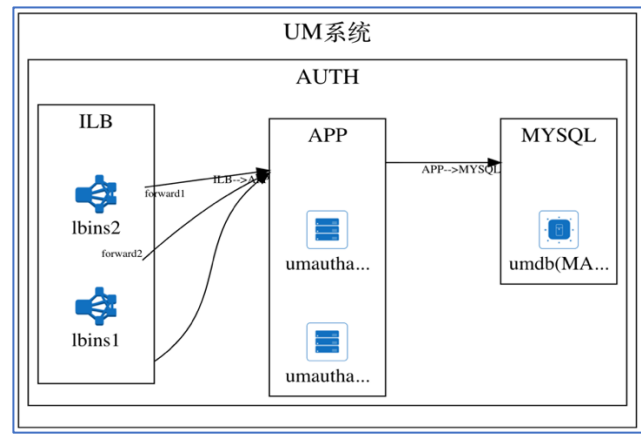 UM系统
AUTH
ILB
APP
MYSQL
forward1
ILB-->A
APP-->MYSQL
lbins2
forward2
umautha...
umdb(MA...
lbins1
umautha...